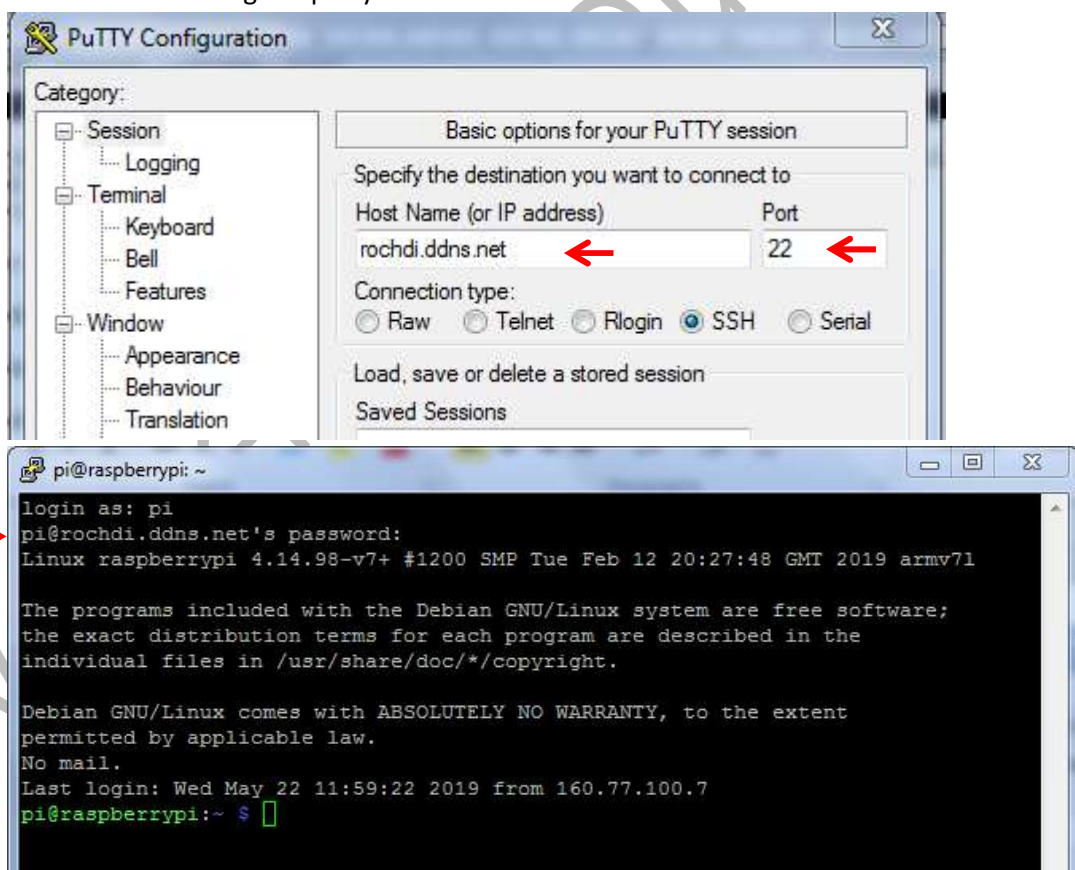 PuTTY Configuration
Category:
Session
Logging
Terminal
Keyboard
Bell
Features
Window
Appearance
Behaviour
Translation
Basic options for your PuTTY session
Specify the destination you want to connect to
Host Name (or IP address) Port
rochdi.ddns.net 22
Connection type:
Raw Telnet Rlogin SSH Serial
Load, save or delete a stored session
Saved Sessions
pi@raspberrypi: ~
login as: pi
pi@rochdi.ddns.net's password:
Linux raspberrypi 4.14.98-v7+ #1200 SMP Tue Feb 12 20:27:48 GMT 2019 armv7l
The programs included with the Debian GNU/Linux system are free software;
the exact distribution terms for each program are described in the
individual files in /usr/share/doc/*/copyright.
Debian GNU/Linux comes with ABSOLUTELY NO WARRANTY, to the extent
permitted by applicable law.
No mail.
Last login: Wed May 22 11:59:22 2019 from 160.77.100.7
pi@raspberrypi:~ $